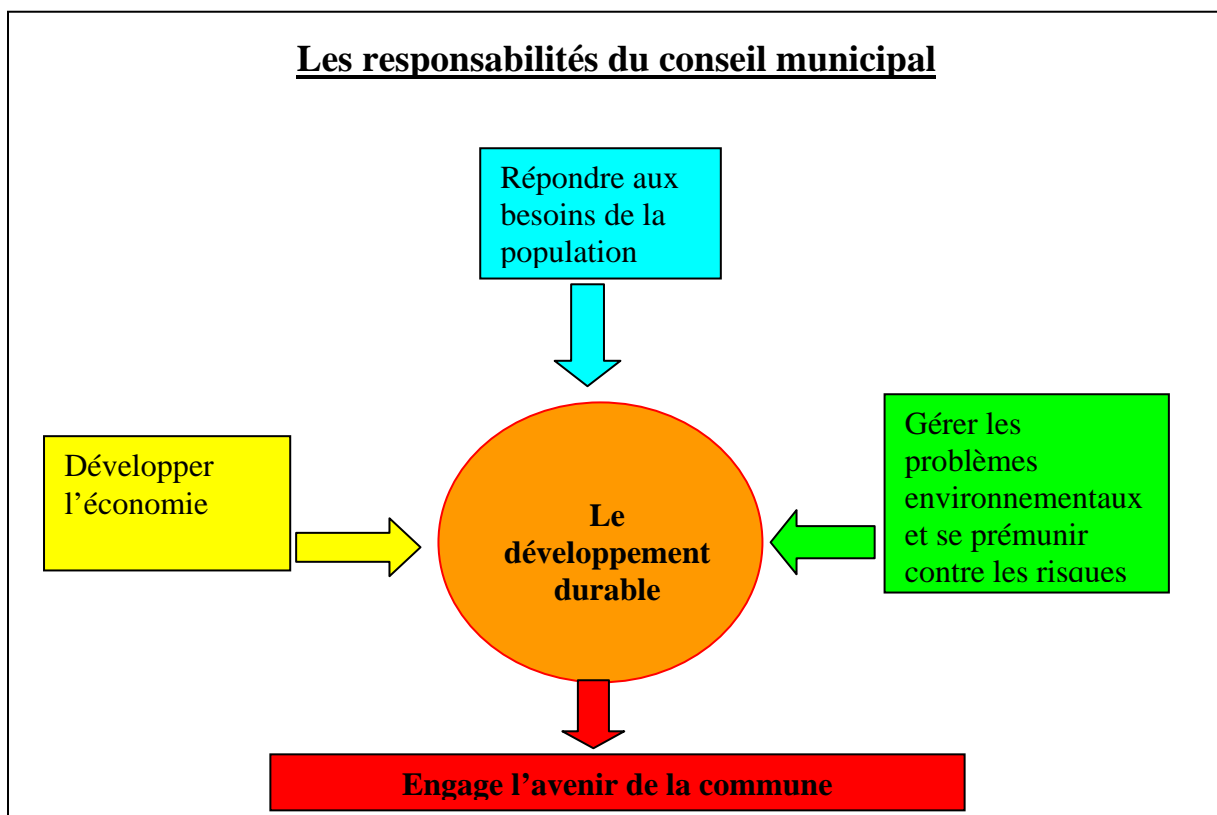 Les responsabilités du conseil municipal
Répondre aux
besoins de la
population
Développer
l’économie
Gérer les
problèmes
environnementaux
et se prémunir
contre les risques
Le
développement
durable
Engage l’avenir de la commune